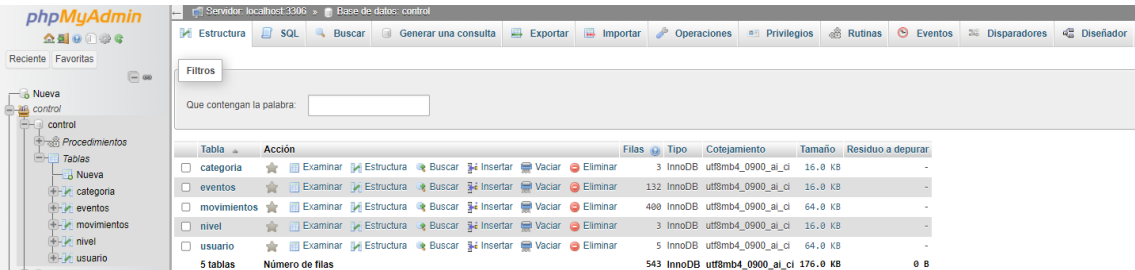 phpMyAdmin
Servidor: localhost:3306 » Base de datos: control
Estructura SQL Buscar Generar una consulta Exportar Importar Operaciones Privilegios Rutinas Eventos Disparadores Diseñador
Reciente Favoritas
Nueva
control
control
Procedimientos
Tablas
Nueva
categoria
eventos
movimientos
nivel
usuario
Filtros
Que contengan la palabra:
Tabla Acción Filas Tipo Cotejamiento Tamaño Residuo a depurar
categoria Examinar Estructura Buscar Insertar Vaciar Eliminar 3 InnoDB utf8mb4_0900_ai_ci 16.0 KB -
eventos Examinar Estructura Buscar Insertar Vaciar Eliminar 132 InnoDB utf8mb4_0900_ai_ci 16.0 KB -
movimientos Examinar Estructura Buscar Insertar Vaciar Eliminar 400 InnoDB utf8mb4_0900_ai_ci 64.0 KB -
nivel Examinar Estructura Buscar Insertar Vaciar Eliminar 3 InnoDB utf8mb4_0900_ai_ci 16.0 KB -
usuario Examinar Estructura Buscar Insertar Vaciar Eliminar 5 InnoDB utf8mb4_0900_ai_ci 64.0 KB -
5 tablas Número de filas 543 InnoDB utf8mb4_0900_ai_ci 176.0 KB 0 B